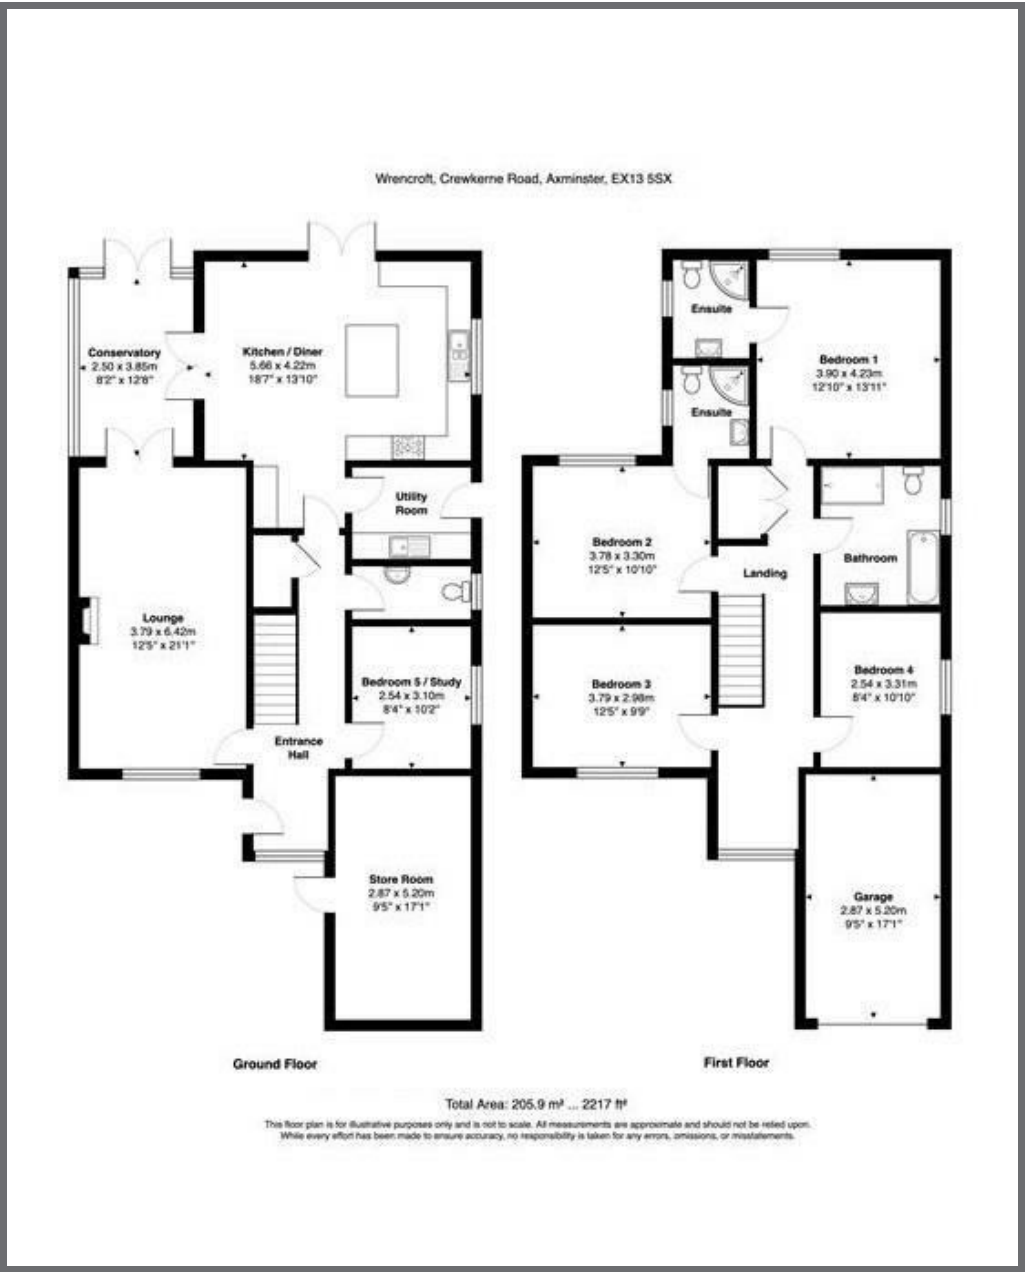 Wrencroft, Crewkerne Road, Axminster, EX13 5SX
Conservatory
2.50 x 3.85m
8'2" x 12'8"
Kitchen / Diner
5.66 x 4.22m
18'7" x 13'10"
Utility
Room
Lounge
3.79 x 6.42m
12'5" x 21'1"
Bedroom 5 / Study
2.54 x 3.10m
8'4" x 10'2"
Entrance
Hall
Store Room
2.87 x 5.20m
9'5" x 17'1"
Ground Floor
Ensuite
Bedroom 1
3.90 x 4.23m
12'10" x 13'11"
Ensuite
Bedroom 2
3.78 x 3.30m
12'5" x 10'10"
Bathroom
Landing
Bedroom 3
3.79 x 2.98m
12'5" x 9'9"
Bedroom 4
2.54 x 3.31m
8'4" x 10'10"
Garage
2.87 x 5.20m
9'5" x 17'1"
First Floor
Total Area: 205.9 m² ... 2217 ft²
This floor plan is for illustrative purposes only and is not to scale. All measurements are approximate and should not be relied upon.
While every effort has been made to ensure accuracy, no responsibility is taken for any errors, omissions, or misstatements.